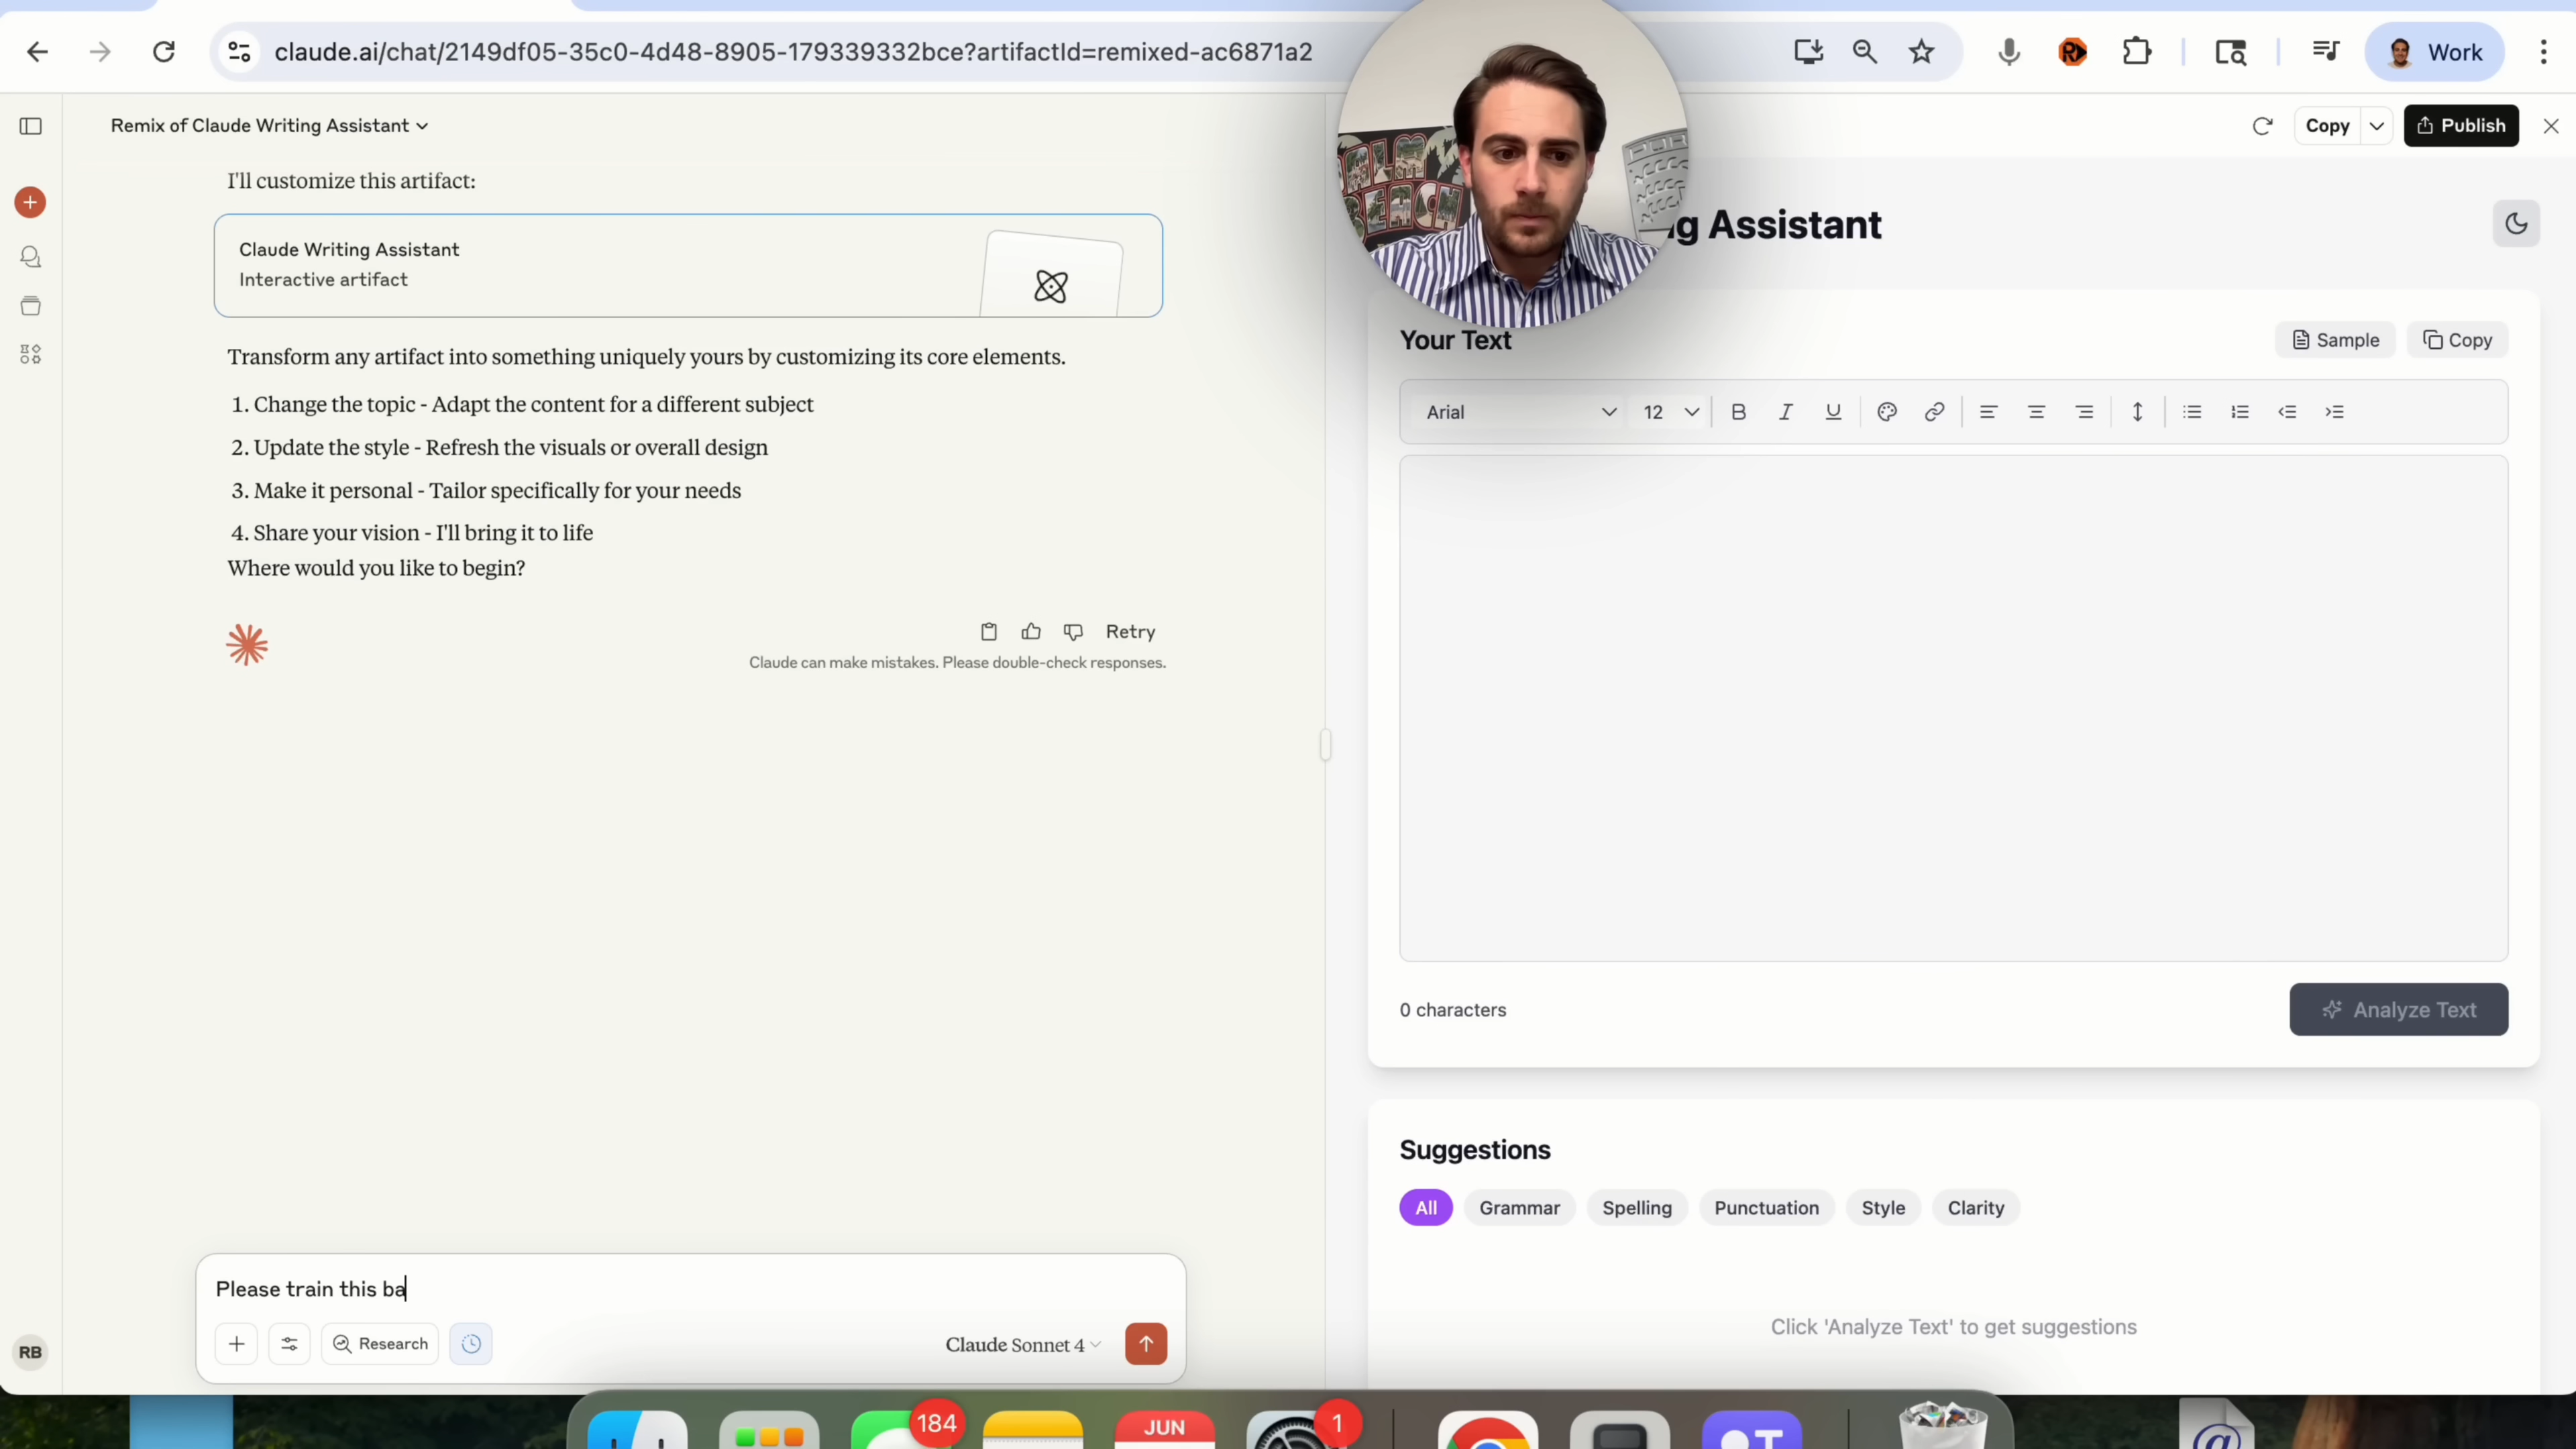 claude.ai/chat/2149df05-35c0-4d48-8905-179339332bce?artifactId=remixed-ac6871a2
Work
Remix of Claude Writing Assistant
Copy
Publish
I'll customize this artifact:
Claude Writing Assistant
Interactive artifact
Transform any artifact into something uniquely yours by customizing its core elements.
1. Change the topic - Adapt the content for a different subject
2. Update the style - Refresh the visuals or overall design
3. Make it personal - Tailor specifically for your needs
4. Share your vision - I'll bring it to life
Where would you like to begin?
Retry
Claude can make mistakes. Please double-check responses.
Please train this ba
Research
Claude Sonnet 4
RB
PALM
BEACH
g Assistant
Your Text
Sample
Copy
Arial
12
B I U
0 characters
Analyze Text
Suggestions
All
Grammar
Spelling
Punctuation
Style
Clarity
Click 'Analyze Text' to get suggestions
184
JUN
1
T
@